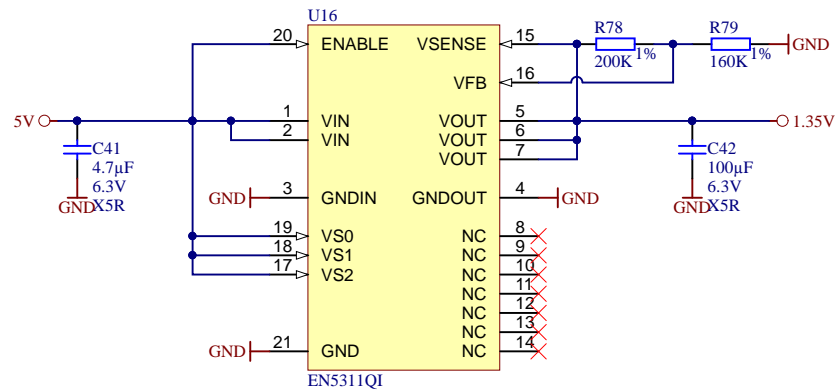 U16
20 ENABLE VSENSE 15
R78
200K 1%
R79
160K 1%
GND
VFB 16
5V
1 VIN VOUT 5
2 VIN VOUT 6
VOUT 7
1.35V
C41
4.7µF
6.3V
X5R
GND
C42
100µF
6.3V
X5R
GND
GND 3 GNDIN GNDOUT 4 GND
19 VS0 NC 8
18 VS1 NC 9
17 VS2 NC 10
NC 11
NC 12
NC 13
GND 21 GND NC 14
EN5311QI